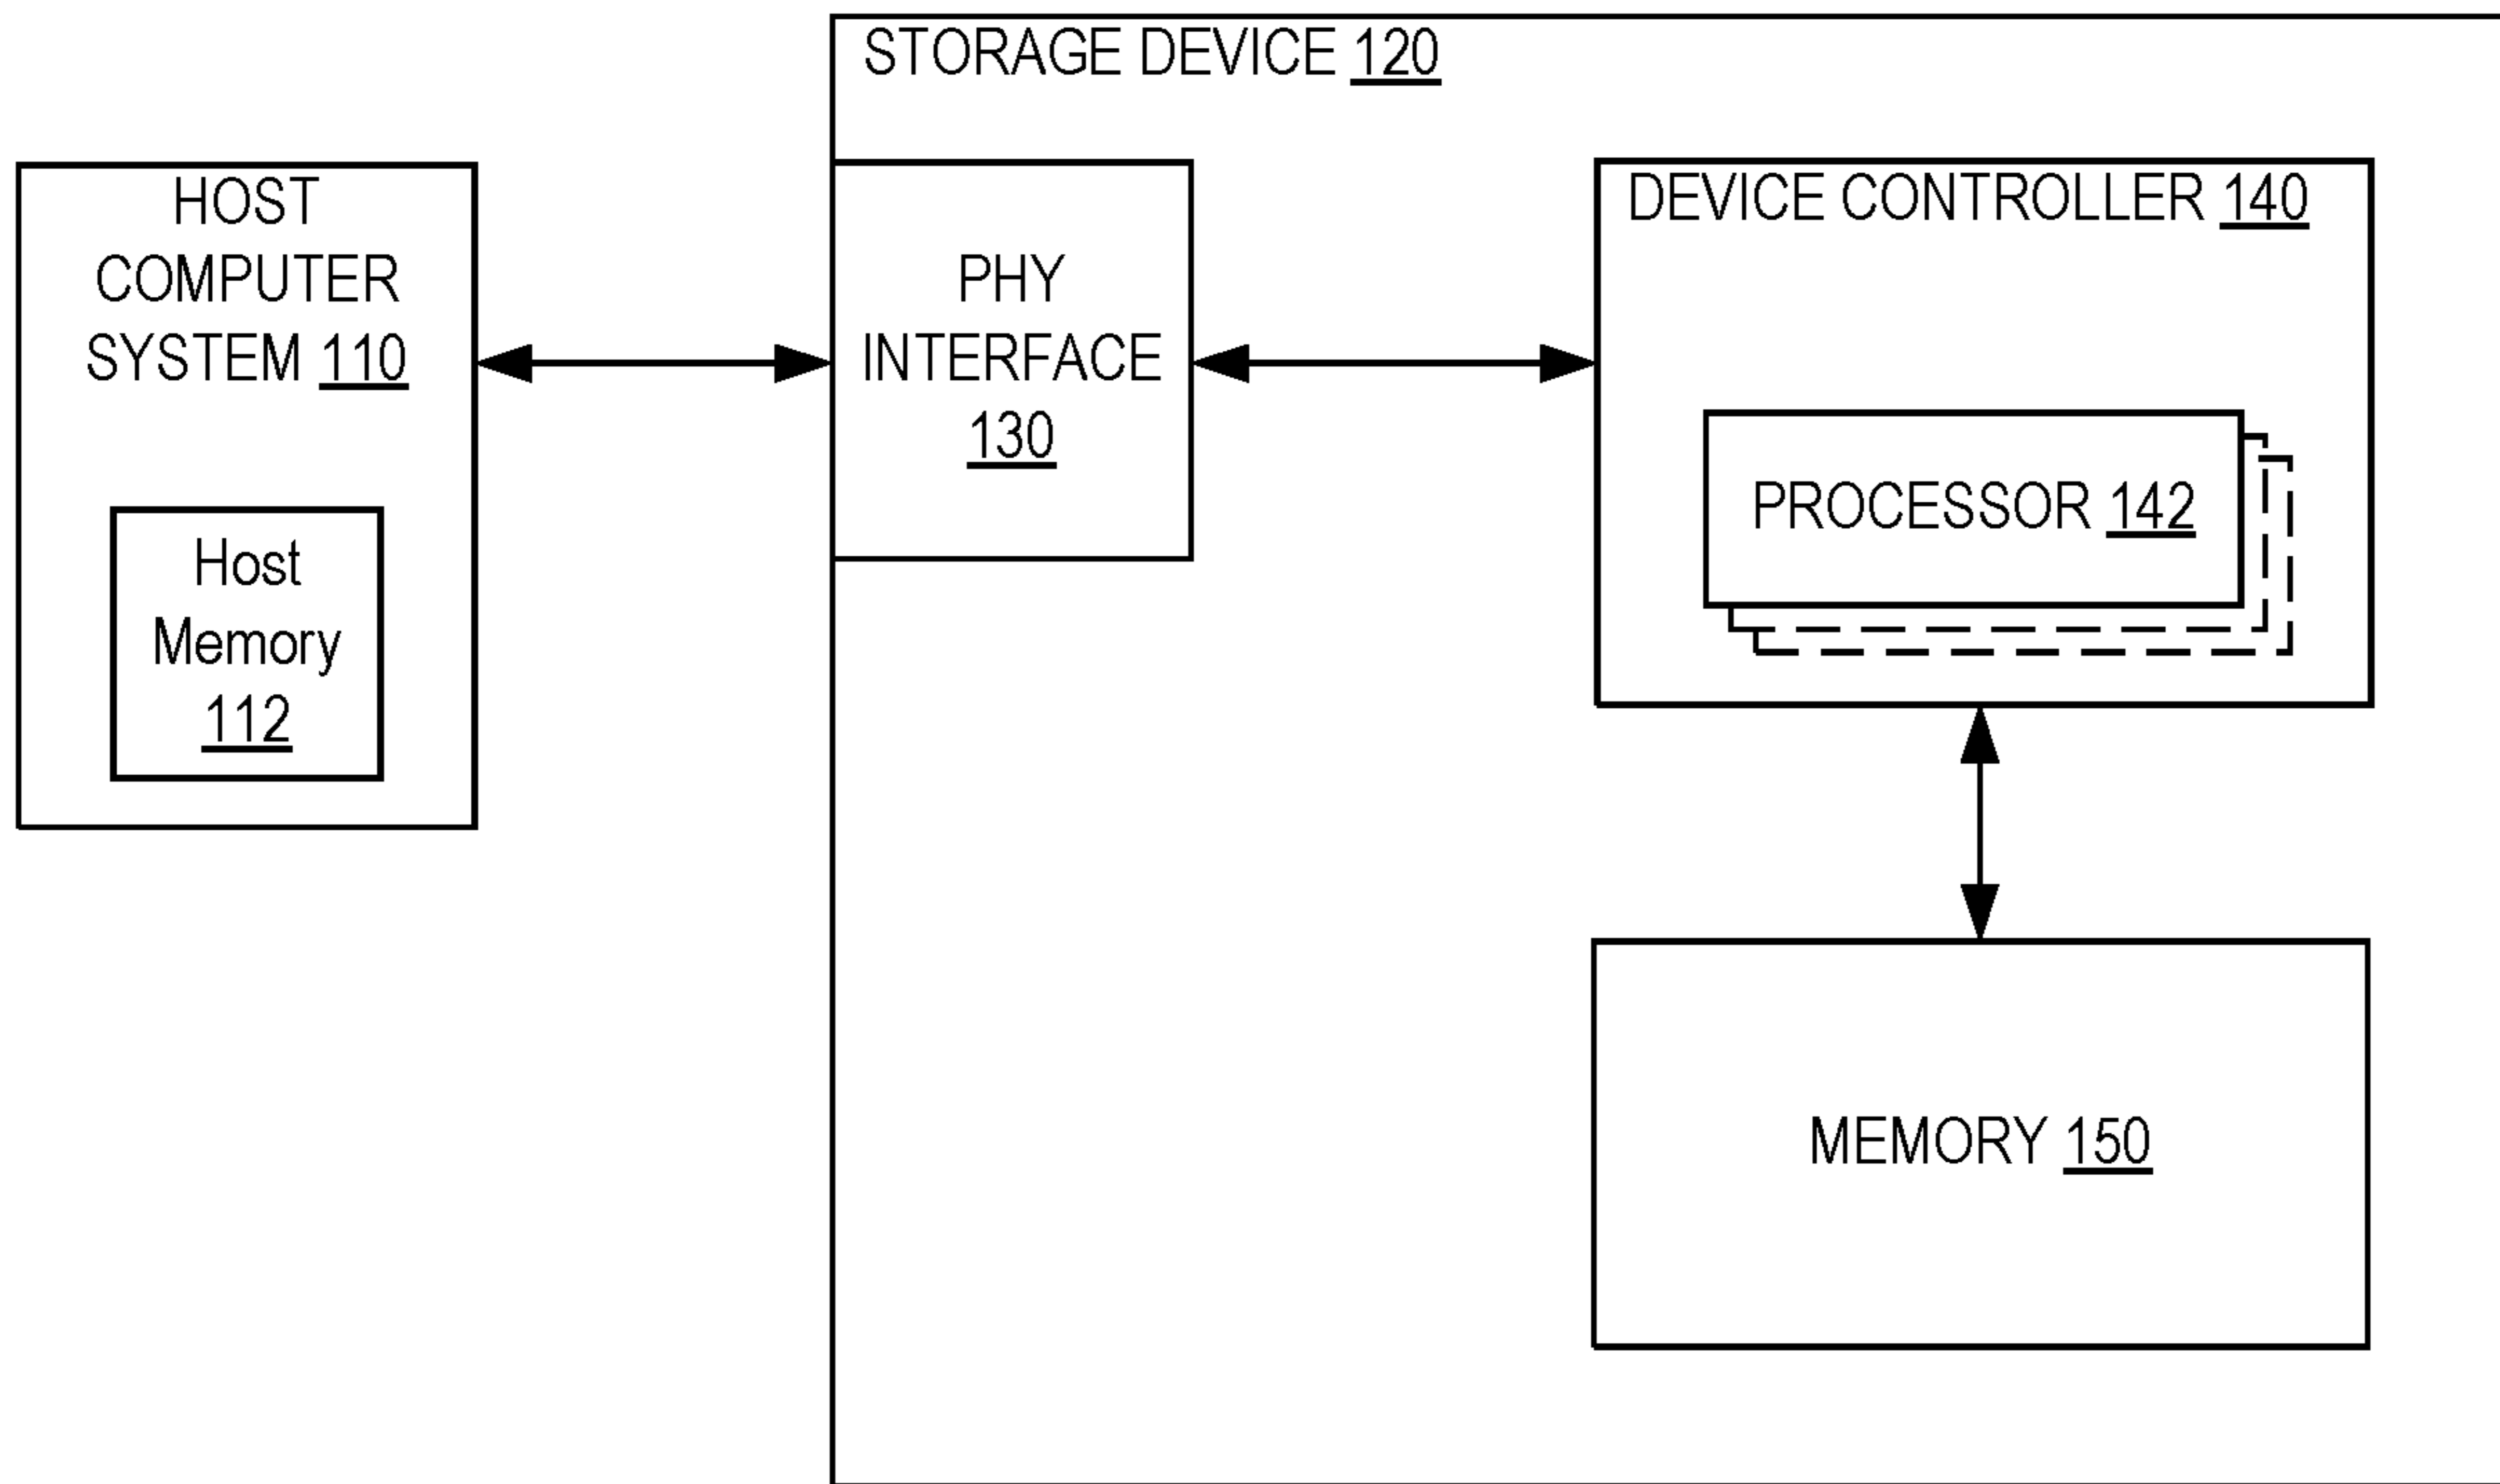 STORAGE DEVICE 120
HOST
COMPUTER
SYSTEM 110
Host
Memory
112
PHY
INTERFACE
130
DEVICE CONTROLLER 140
PROCESSOR 142
MEMORY 150